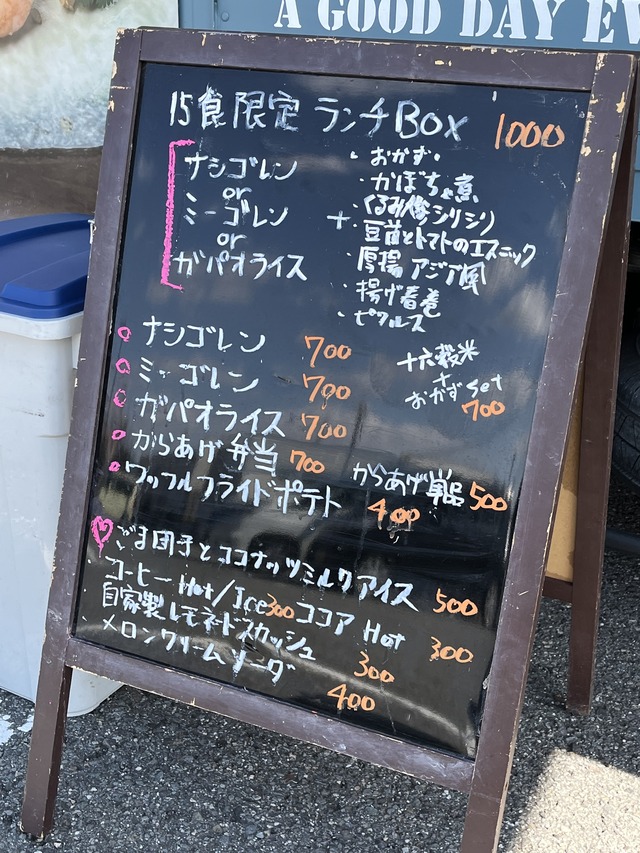 A GOOD DAY EV
15食限定 ランチBox 1000
ナシゴレン
or
ミーゴレン
or
ガパオライス
+
・おかず・
・かぼちゃ煮
・くるみ人参シリシリ
・豆苗とトマトのエスニック
・厚揚アジア風
・揚げ春巻
・ピクルス
ナシゴレン 700
ミーゴレン 700
ガパオライス 700
からあげ弁当 700
ワッフルフライドポテト 400
十六穀米
+
おかずset
700
からあげ単品 500
ごま団子とココナッツミルクアイス 500
コーヒーHot/Ice300 ココア Hot 300
自家製レモネードスカッシュ 300
メロンクリームソーダ 400